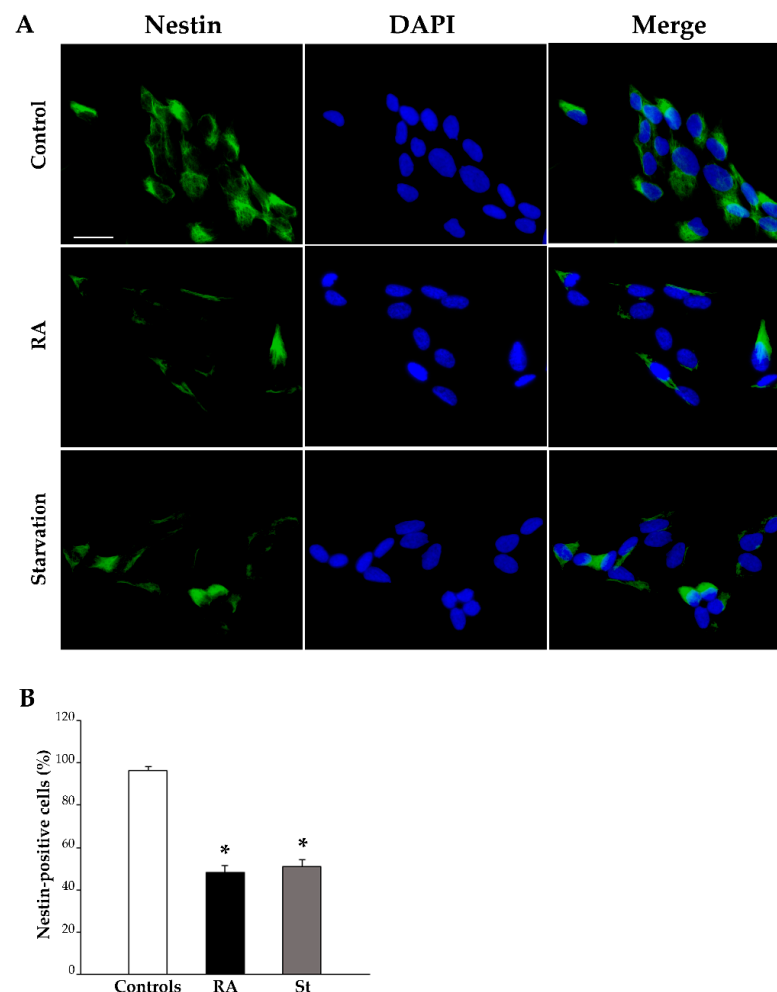 A
Nestin DAPI Merge
Control
RA
Starvation
B
Nestin-positive cells (%)
120
100
80
60
40
20
0
*
*
Controls RA St